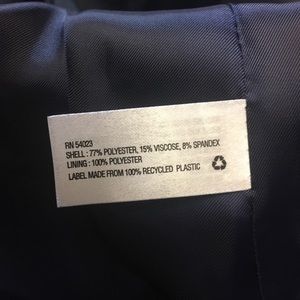 RN 54023
SHELL : 77% POLYESTER, 15% VISCOSE, 8% SPANDEX
LINING : 100% POLYESTER
LABEL MADE FROM 100% RECYCLED PLASTIC